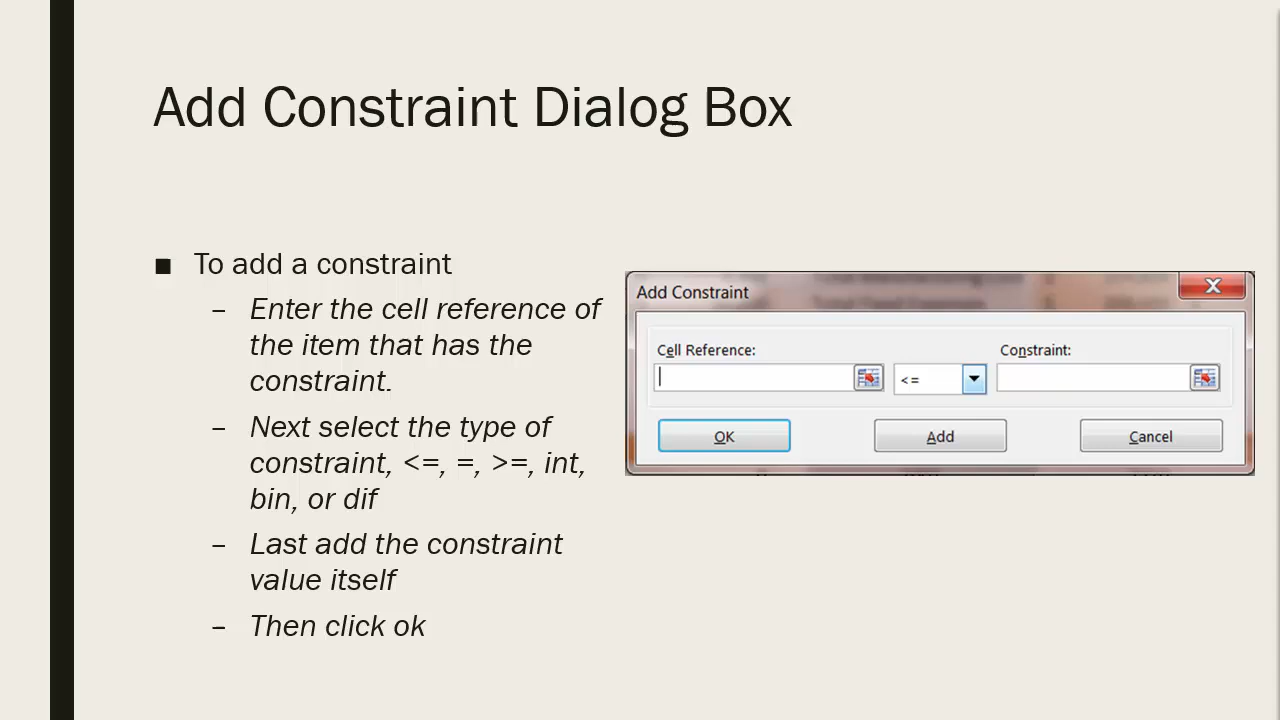 Add Constraint Dialog Box
■ To add a constraint
– Enter the cell reference of
the item that has the
constraint.
– Next select the type of
constraint, <=, =, >=, int,
bin, or dif
– Last add the constraint
value itself
– Then click ok
Add Constraint
Cell Reference:
Constraint:
<=
OK
Add
Cancel